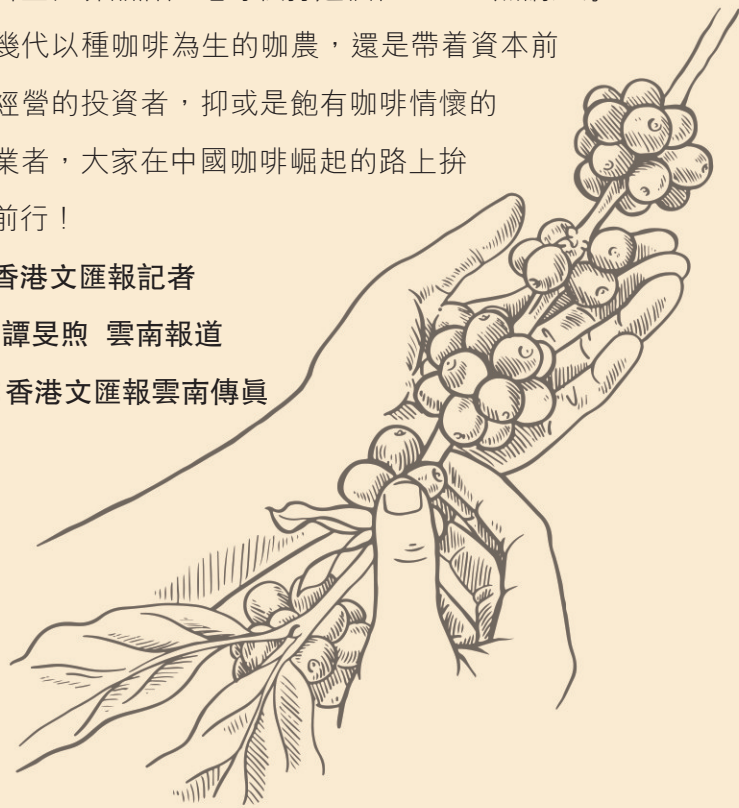 幾代以種咖啡為生的咖農，還是帶着資本前
經營的投資者，抑或是飽有咖啡情懷的
業者，大家在中國咖啡崛起的路上拚
前行！
香港文匯報記者
譚旻煦 雲南報道
香港文匯報雲南傳真